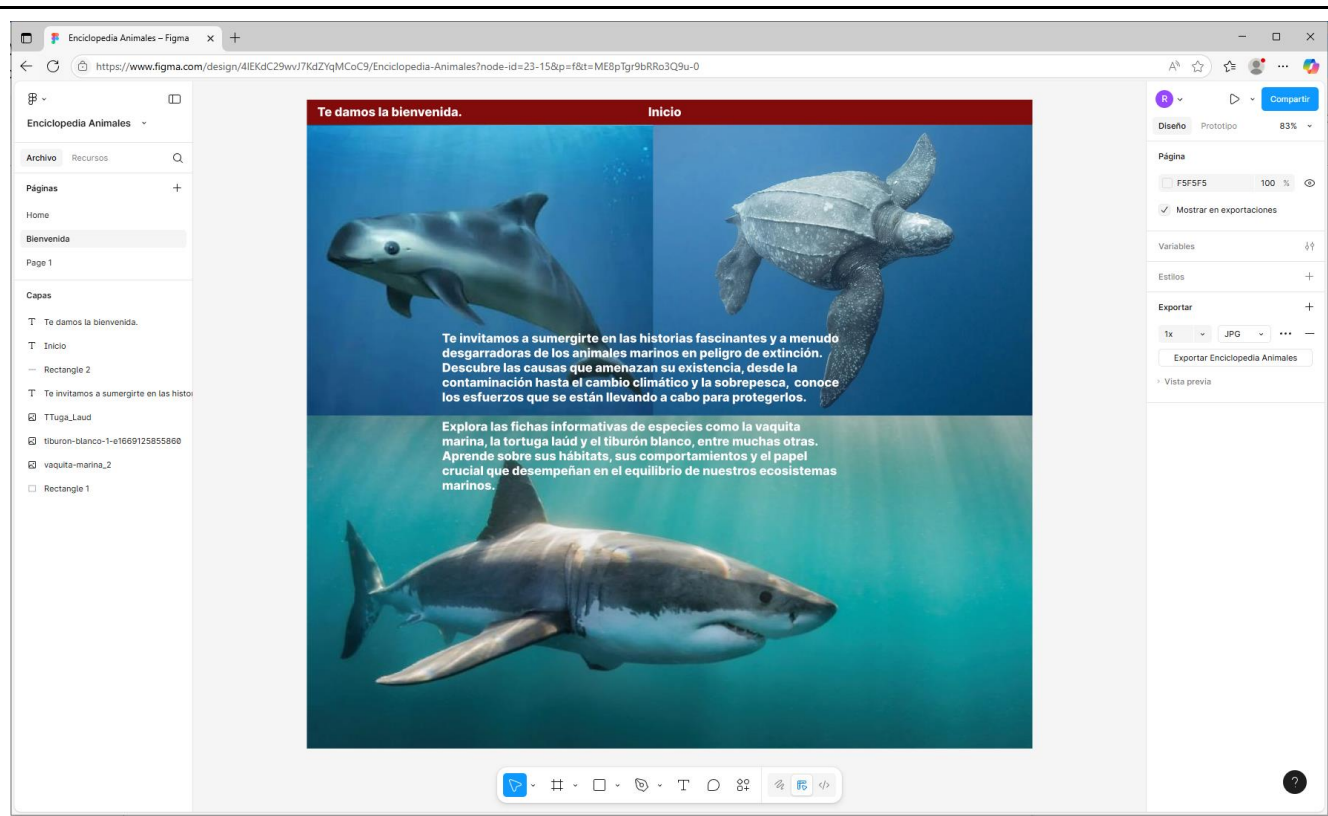 Enciclopedia Animales – Figma
https://www.figma.com/design/4lEKdC29wvJ7KdZYqMCoC9/Enciclopedia-Animales?node-id=23-15&p=f&t=ME8pTgr9bRRo3Q9u-0
Enciclopedia Animales
Archivo Recursos
Páginas
Home
Bienvenida
Page 1
Capas
Te damos la bienvenida.
Inicio
Rectangle 2
Te invitamos a sumergirte en las histor
TTuga_Laud
tiburon-blanco-1-e1669125855860
vaquita-marina_2
Rectangle 1
Te damos la bienvenida. Inicio
Te invitamos a sumergirte en las historias fascinantes y a menudo
desgarradoras de los animales marinos en peligro de extinción.
Descubre las causas que amenazan su existencia, desde la
contaminación hasta el cambio climático y la sobrepesca, conoce
los esfuerzos que se están llevando a cabo para protegerlos.
Explora las fichas informativas de especies como la vaquita
marina, la tortuga laúd y el tiburón blanco, entre muchas otras.
Aprende sobre sus hábitats, sus comportamientos y el papel
crucial que desempeñan en el equilibrio de nuestros ecosistemas
marinos.
R
Compartir
Diseño Prototipo 83%
Página
F5F5F5 100 %
Mostrar en exportaciones
Variables
Estilos
Exportar
1x JPG
Exportar Enciclopedia Animales
Vista previa
?